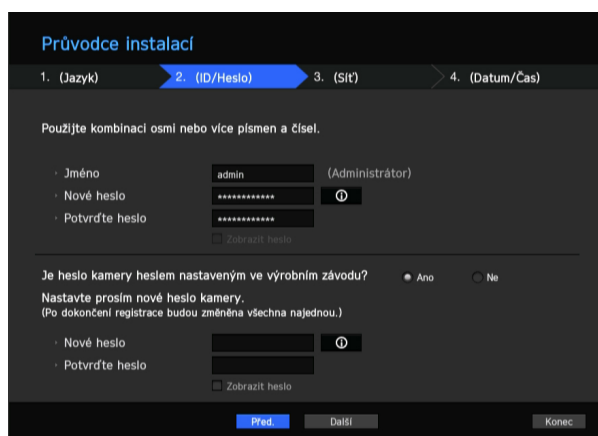 Průvodce instalací
1. (Jazyk) 2. (ID/Heslo) 3. (Síť) 4. (Datum/Čas)
Použijte kombinaci osmi nebo více písmen a čísel.
· Jméno admin (Administrátor)
· Nové heslo ************
· Potvrďte heslo ************
Zobrazit heslo
Je heslo kamery heslem nastaveným ve výrobním závodu? Ano Ne
Nastavte prosím nové heslo kamery.
(Po dokončení registrace budou změněna všechna najednou.)
· Nové heslo
· Potvrďte heslo
Zobrazit heslo
Před. Další Konec